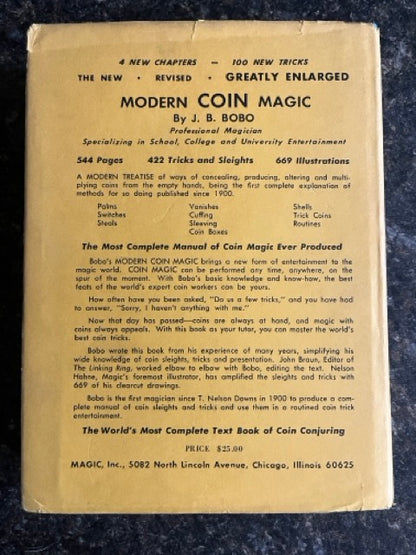 4 NEW CHAPTERS — 100 NEW TRICKS
THE NEW • REVISED • GREATLY ENLARGED
MODERN COIN MAGIC
By J. B. BOBO
Professional Magician
Specializing in School, College and University Entertainment
544 Pages 422 Tricks and Sleights 669 Illustrations
A MODERN TREATISE of ways of concealing, producing, altering and multi-
plying coins from the empty hands, being the first complete explanation of
methods for so doing published since 1900.
Palms Vanishes Shells
Switches Cuffing Trick Coins
Steals Sleeving Routines
Coin Boxes
The Most Complete Manual of Coin Magic Ever Produced
Bobo's MODERN COIN MAGIC brings a new form of entertainment to the
magic world. COIN MAGIC can be performed any time, anywhere, on the
spur of the moment. With Bobo's basic knowledge and know-how, the best
feats of the world's expert coin workers can be yours.
How often have you been asked, "Do us a few tricks," and you have had
to answer, "Sorry, I haven't anything with me."
Now that day has passed—coins are always at hand, and magic with
coins always appeals. With this book as your tutor, you can master the world's
best coin tricks.
Bobo wrote this book from his experience of many years, simplifying his
wide knowledge of coin sleights, tricks and presentation. John Braun, Editor of
The Linking Ring, worked elbow to elbow with Bobo, editing the text. Nelson
Hahne, Magic's foremost illustrator, has amplified the sleights and tricks with
669 of his clearcut drawings.
Bobo is the first magician since T. Nelson Downs in 1900 to produce a com-
plete manual of coin sleights and tricks and use them in a routined coin trick
entertainment.
The World's Most Complete Text Book of Coin Conjuring
PRICE $25.00
MAGIC, Inc., 5082 North Lincoln Avenue, Chicago, Illinois 60625